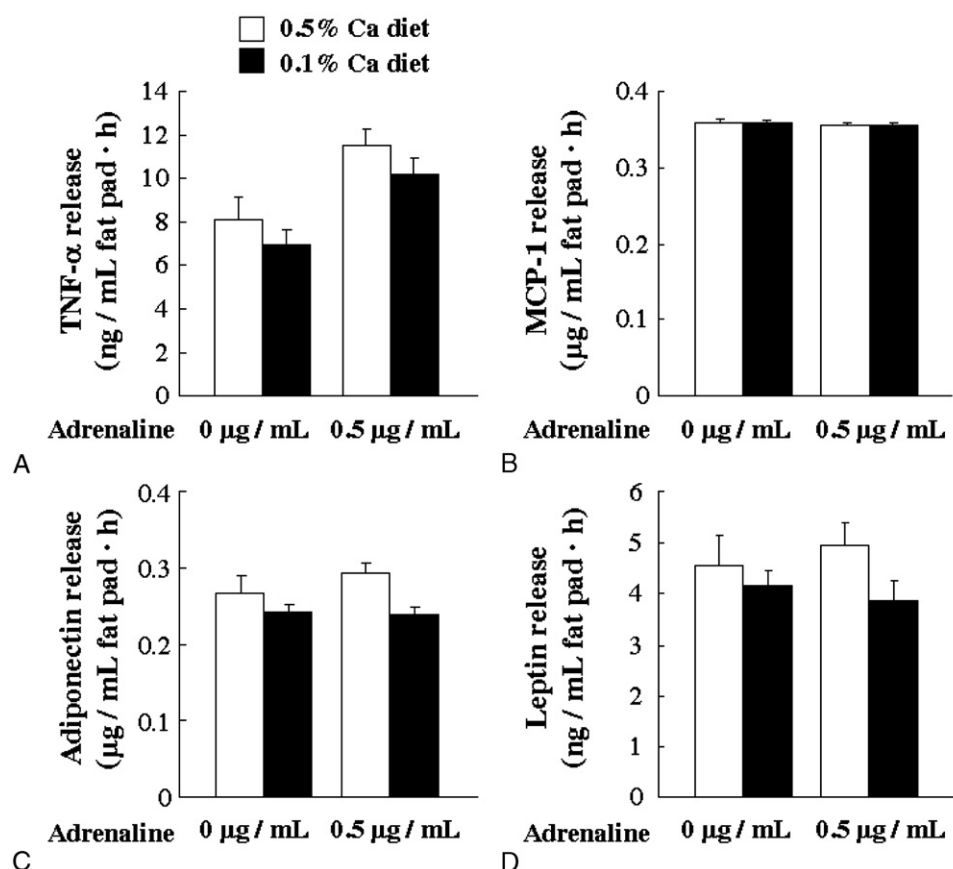 0.5% Ca diet
0.1% Ca diet
TNF-α release
(ng / mL fat pad · h)
14
12
10
8
6
4
2
0
Adrenaline 0 µg / mL 0.5 µg / mL
A
MCP-1 release
(µg / mL fat pad · h)
0.4
0.3
0.2
0.1
0
Adrenaline 0 µg / mL 0.5 µg / mL
B
Adiponectin release
(µg / mL fat pad · h)
0.4
0.3
0.2
0.1
0
Adrenaline 0 µg / mL 0.5 µg / mL
C
Leptin release
(ng / mL fat pad · h)
6
5
4
3
2
1
0
Adrenaline 0 µg / mL 0.5 µg / mL
D